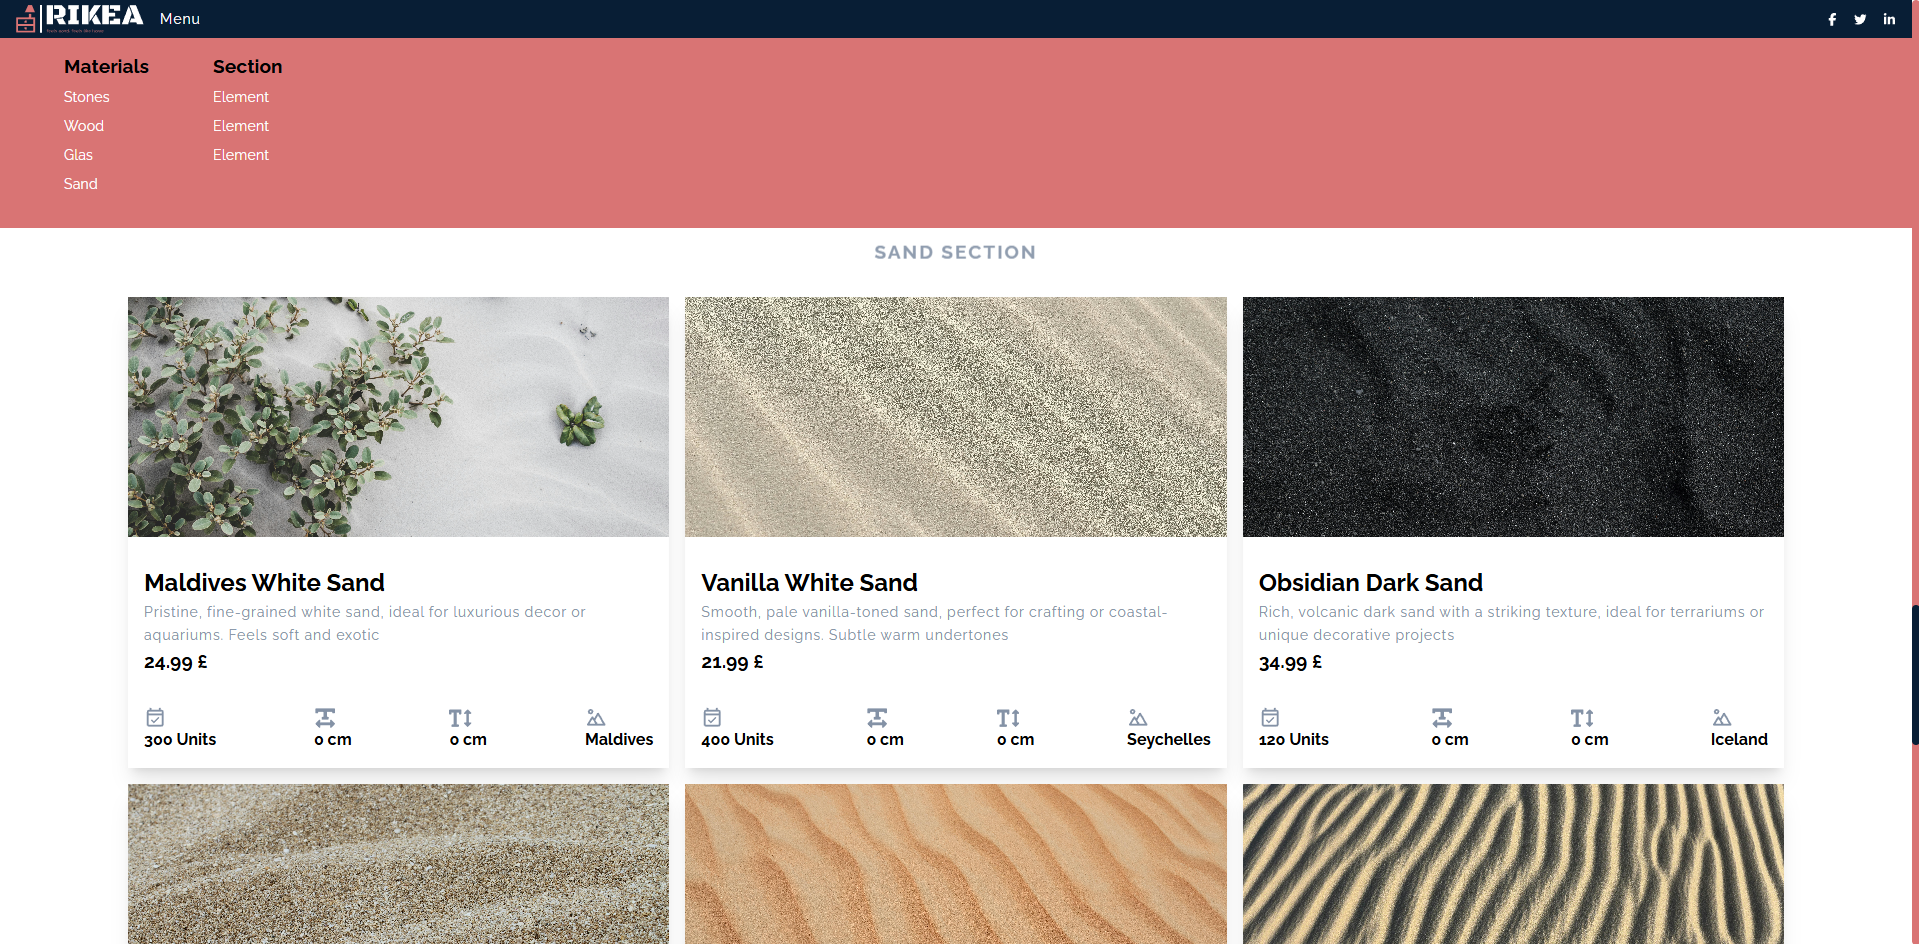 RIKEA
Menu
Materials
Stones
Wood
Glas
Sand
Section
Element
Element
Element
SAND SECTION
Maldives White Sand
Pristine, fine-grained white sand, ideal for luxurious decor or
aquariums. Feels soft and exotic
24.99 £
300 Units
0 cm
0 cm
Maldives
Vanilla White Sand
Smooth, pale vanilla-toned sand, perfect for crafting or coastal-
inspired designs. Subtle warm undertones
21.99 £
400 Units
0 cm
0 cm
Seychelles
Obsidian Dark Sand
Rich, volcanic dark sand with a striking texture, ideal for terrariums or
unique decorative projects
34.99 £
120 Units
0 cm
0 cm
Iceland